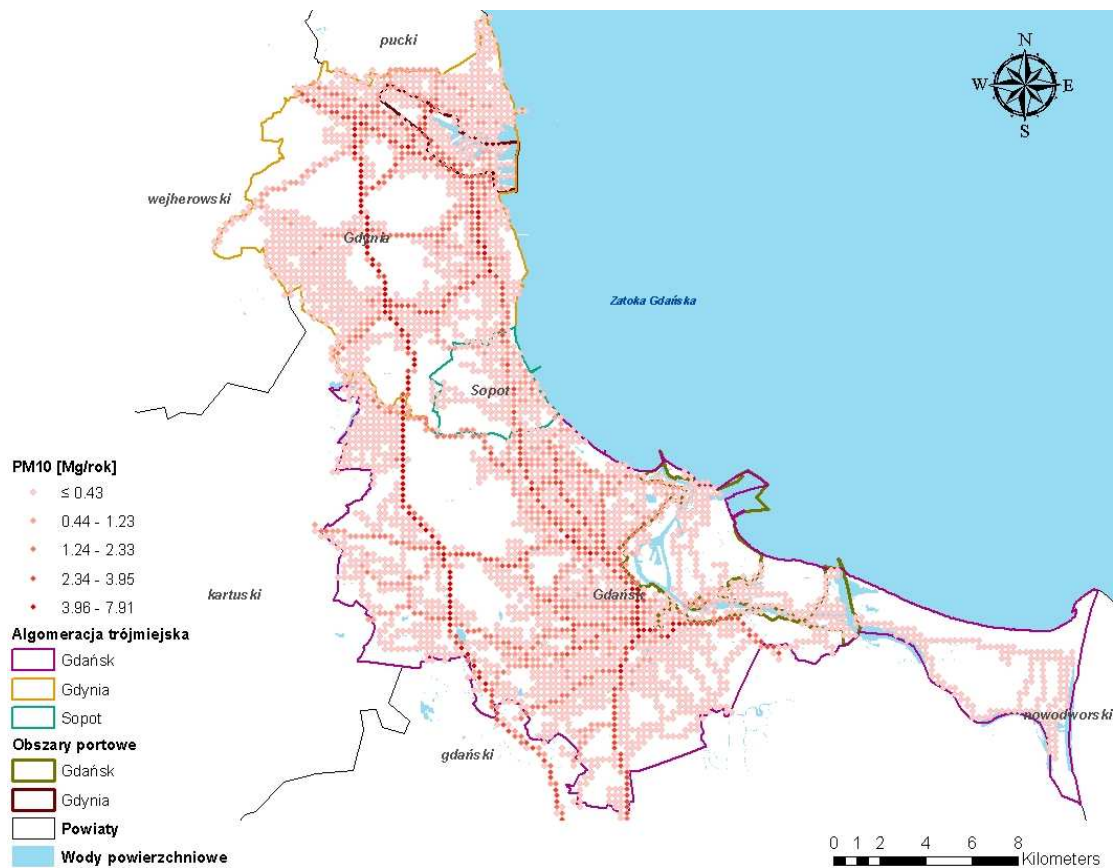 pucki
N
W
E
S
wejherowski
Gdynia
Zatoka Gdańska
Sopot
PM10 [Mg/rok]
≤ 0.43
0.44 - 1.23
1.24 - 2.33
2.34 - 3.95
3.96 - 7.91
kartuski
Gdańsk
Algomeracja trójmiejska
Gdańsk
Gdynia
Sopot
Obszary portowe
Gdańsk
Gdynia
Powiaty
Wody powierzchniowe
nowodworski
gdański
0 1 2 4 6 8
Kilometers